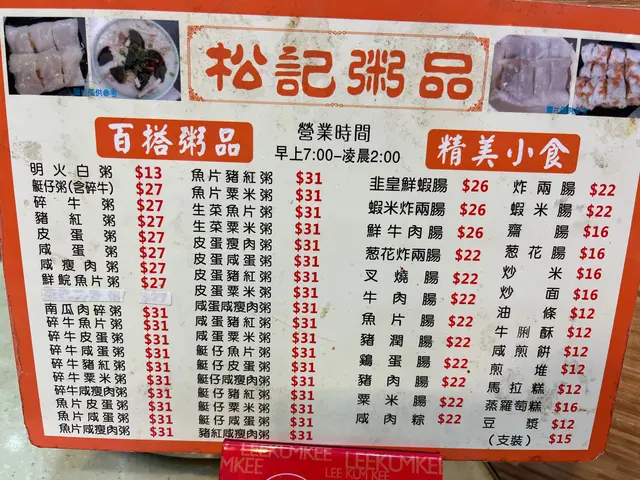 松記粥品
百搭粥品
營業時間
早上7:00-凌晨2:00
精美小食
明火白粥 $13
艇仔粥(含碎牛) $27
碎牛粥 $27
豬紅粥 $27
皮蛋粥 $27
咸蛋粥 $27
咸瘦肉粥 $27
鮮鯇魚片粥 $27
南瓜肉碎粥 $31
碎牛魚片粥 $31
碎牛皮蛋粥 $31
碎牛咸蛋粥 $31
碎牛豬紅粥 $31
碎牛粟米粥 $31
碎牛咸瘦肉粥 $31
魚片皮蛋粥 $31
魚片咸蛋粥 $31
魚片咸瘦肉粥 $31
魚片豬紅粥 $31
魚片粟米粥 $31
生菜魚片粥 $31
生菜粟米粥 $31
皮蛋瘦肉粥 $31
皮蛋咸蛋粥 $31
皮蛋豬紅粥 $31
皮蛋粟米粥 $31
咸蛋咸瘦肉粥 $31
咸蛋豬紅粥 $31
咸蛋粟米粥 $31
艇仔魚片粥 $31
艇仔皮蛋粥 $31
艇仔咸瘦肉粥 $31
艇仔豬紅粥 $31
艇仔粟米粥 $31
艇仔咸蛋粥 $31
豬紅咸瘦肉粥 $31
韭皇鮮蝦腸 $26
蝦米炸兩腸 $26
鮮牛肉腸 $26
葱花炸兩腸 $22
叉燒腸 $22
牛肉腸 $22
魚片腸 $22
豬潤腸 $22
鷄蛋腸 $22
豬肉腸 $22
粟米腸 $22
咸肉粽 $22
炸兩腸 $22
蝦米腸 $22
齋腸 $16
葱花腸 $16
炒米 $16
炒面 $16
油條 $12
牛脷酥 $12
咸煎餅 $12
煎堆 $12
馬拉糕 $12
蒸羅萄糕 $16
豆漿 $12
(支裝) $15
LEE KUM KEE
LEEKUMKEE